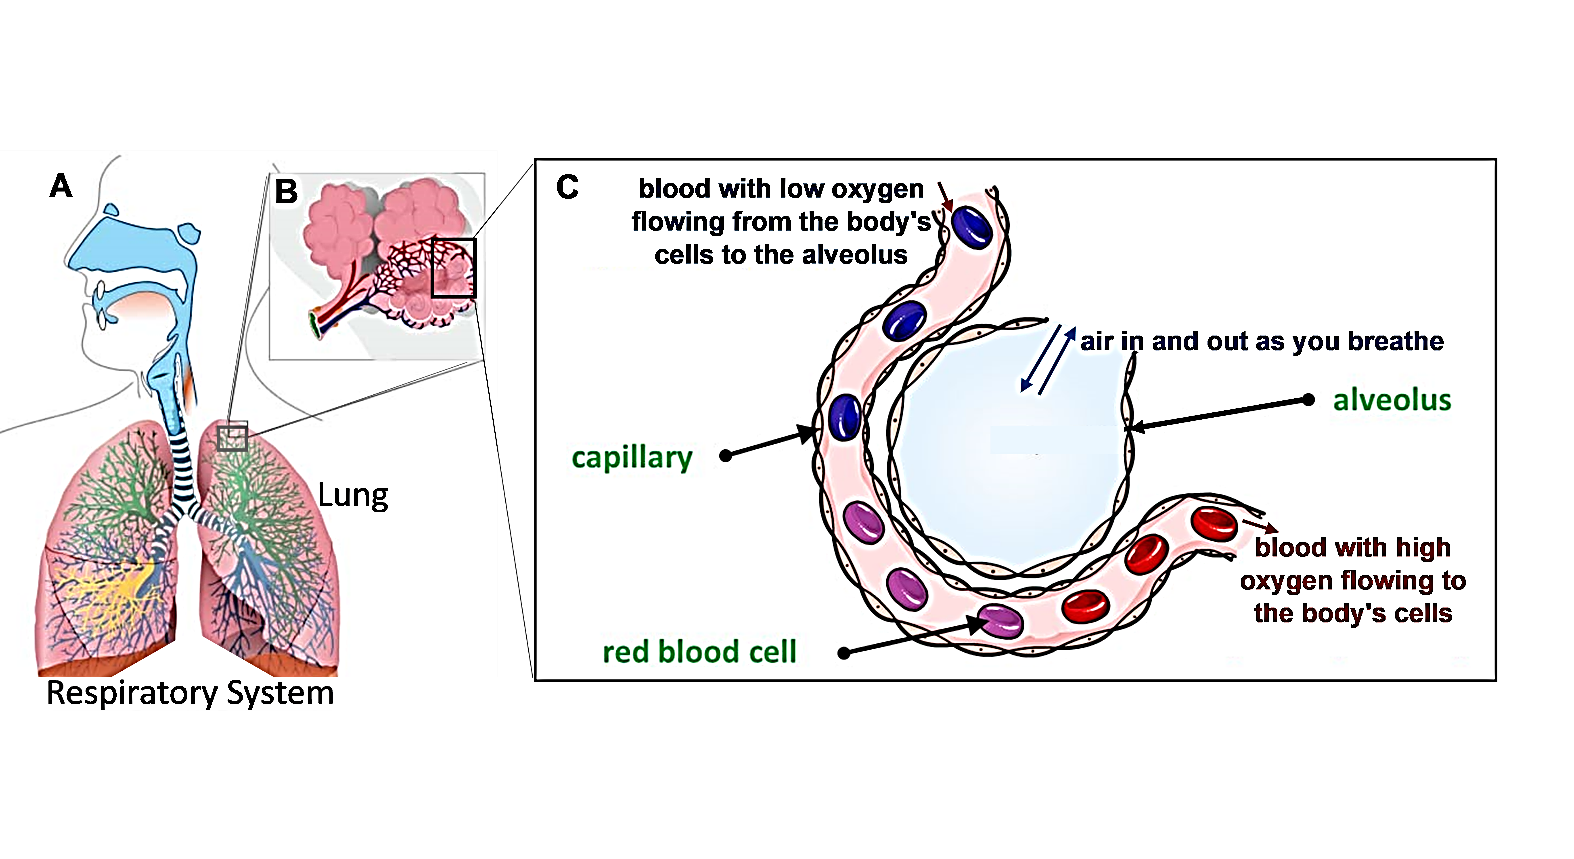 A
B
C
blood with low oxygen
flowing from the body's
cells to the alveolus
air in and out as you breathe
alveolus
capillary
Lung
blood with high
oxygen flowing to
the body's cells
red blood cell
Respiratory System